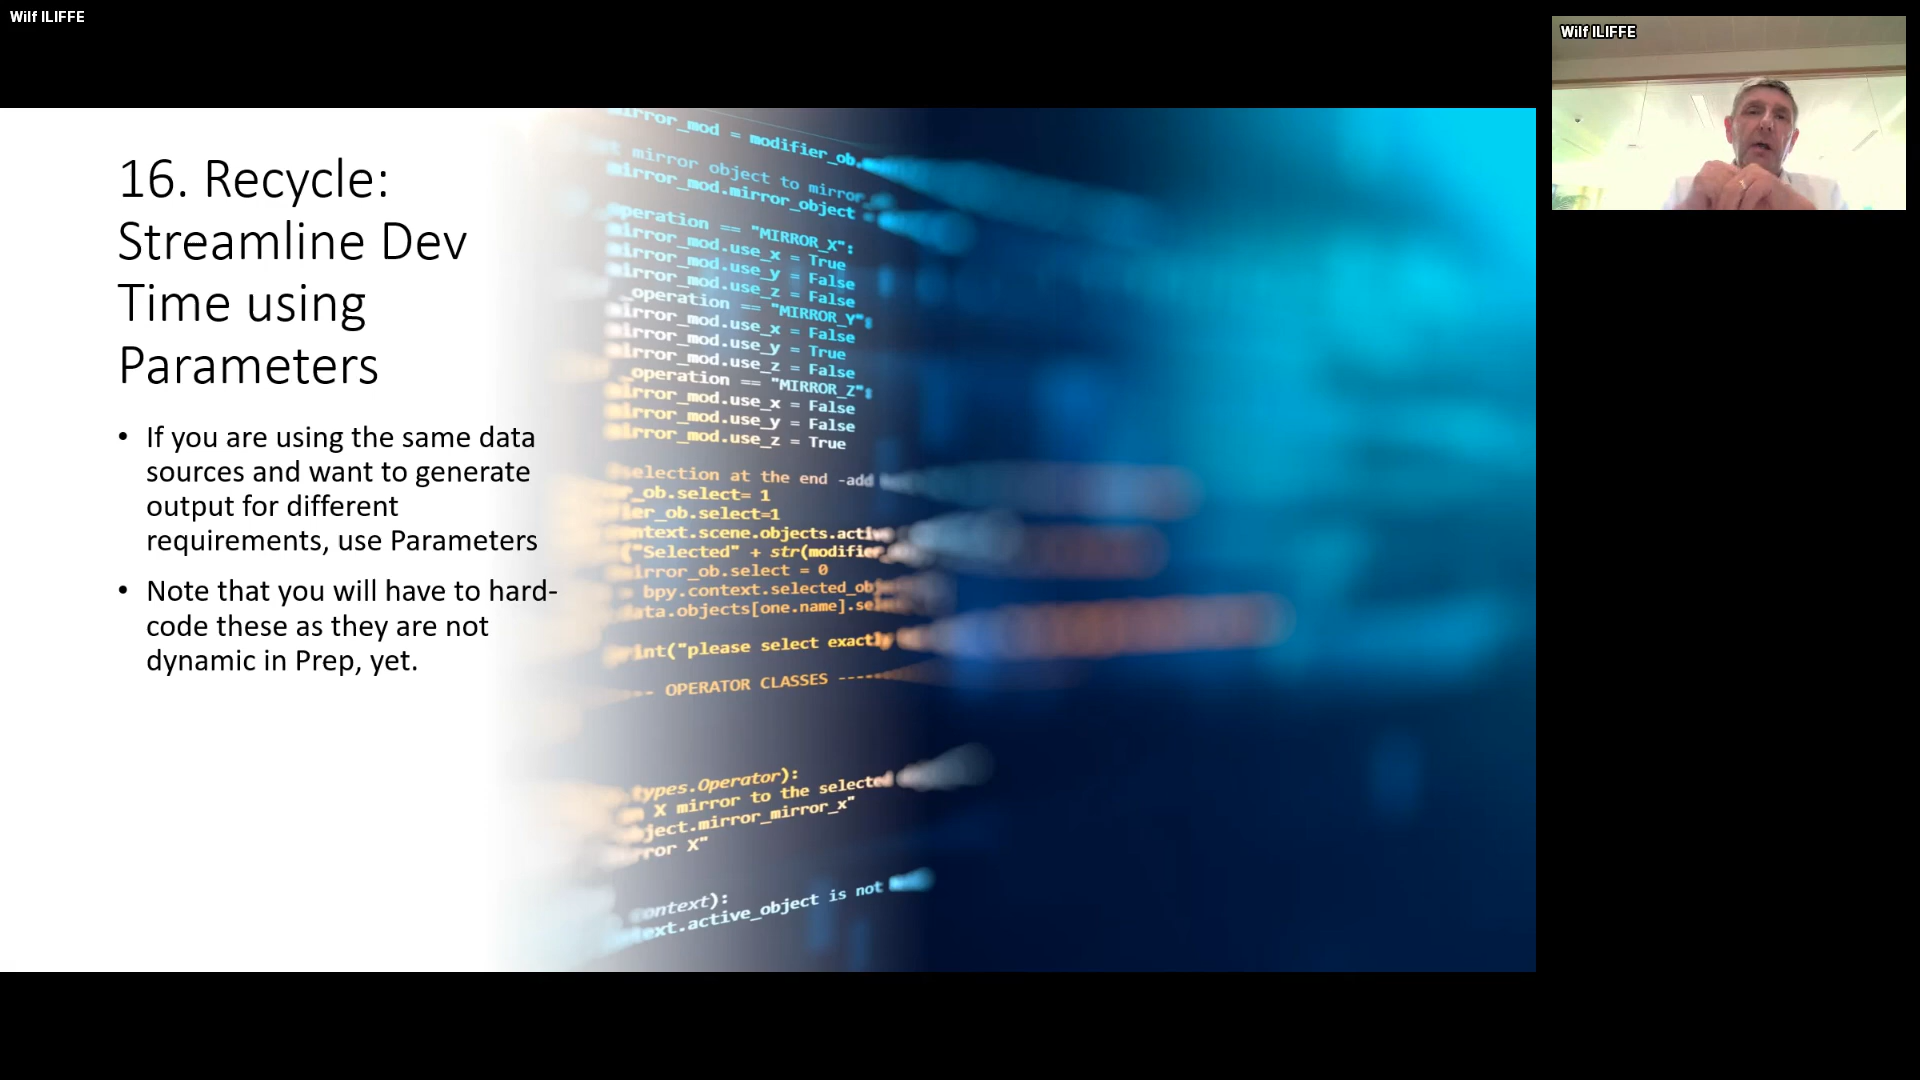 Wilf ILIFFE
Wilf ILIFFE
16. Recycle:
Streamline Dev
Time using
Parameters
• If you are using the same data
sources and want to generate
output for different
requirements, use Parameters
• Note that you will have to hard-
code these as they are not
dynamic in Prep, yet.
mirror_mod = modifier_ob.
mirror object to mirror
mirror_mod.mirror_object
operation == "MIRROR_X":
mirror_mod.use_x = True
mirror_mod.use_y = False
mirror_mod.use_z = False
_operation == "MIRROR_Y":
mirror_mod.use_x = False
mirror_mod.use_y = True
mirror_mod.use_z = False
_operation == "MIRROR_Z":
mirror_mod.use_x = False
mirror_mod.use_y = False
mirror_mod.use_z = True
selection at the end -add
_ob.select= 1
er_ob.select=1
ntext.scene.objects.active
("Selected" + str(modifier
irror_ob.select = 0
= bpy.context.selected_ob
ata.objects[one.name].sel
int("please select exactly
-- OPERATOR CLASSES ----
types.Operator):
X mirror to the selected
ject.mirror_mirror_x"
ror X"
ontext):
ext.active_object is not